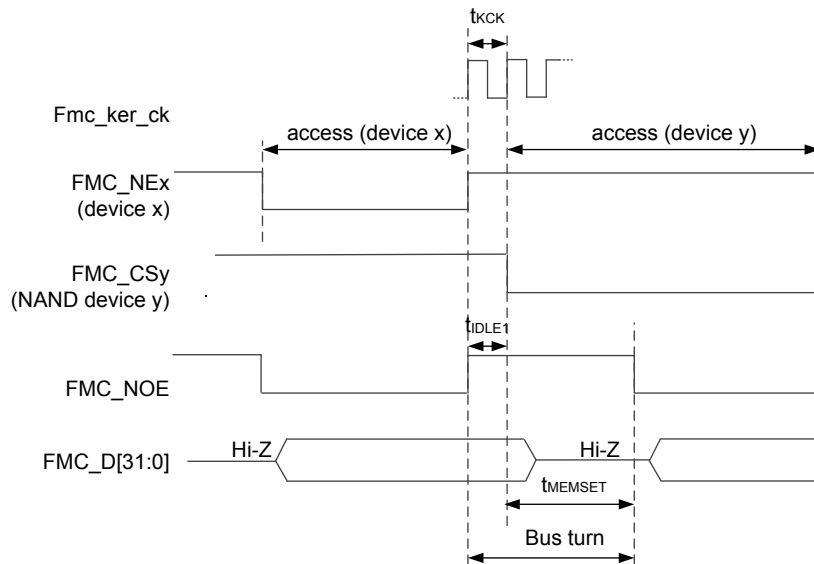 tKCK
Fmc_ker_ck
access (device x)
access (device y)
FMC_NEx
(device x)
FMC_CSy
(NAND device y)
tIDLE1
FMC_NOE
Hi-Z
Hi-Z
FMC_D[31:0]
tMEMSET
Bus turn